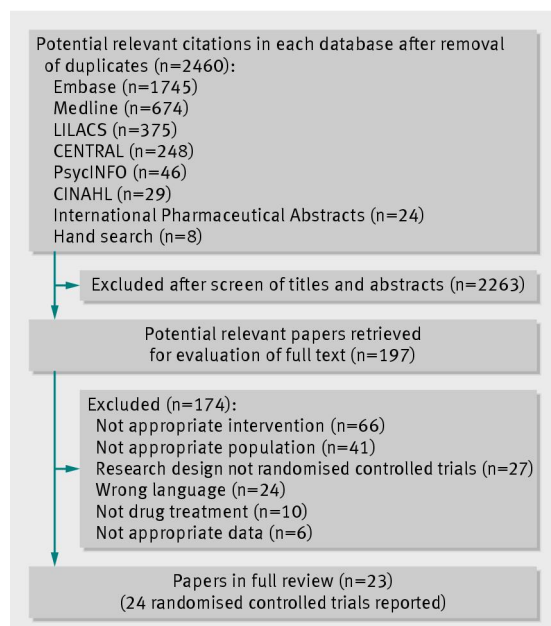 Potential relevant citations in each database after removal
of duplicates (n=2460):
Embase (n=1745)
Medline (n=674)
LILACS (n=375)
CENTRAL (n=248)
PsycINFO (n=46)
CINAHL (n=29)
International Pharmaceutical Abstracts (n=24)
Hand search (n=8)
Excluded after screen of titles and abstracts (n=2263)
Potential relevant papers retrieved
for evaluation of full text (n=197)
Excluded (n=174):
Not appropriate intervention (n=66)
Not appropriate population (n=41)
Research design not randomised controlled trials (n=27)
Wrong language (n=24)
Not drug treatment (n=10)
Not appropriate data (n=6)
Papers in full review (n=23)
(24 randomised controlled trials reported)